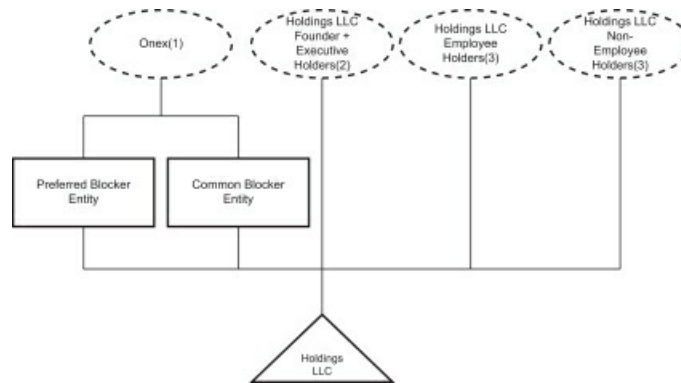 Onex(1)
Holdings LLC
Founder +
Executive
Holders(2)
Holdings LLC
Employee
Holders(3)
Holdings LLC
Non-
Employee
Holders(3)
Preferred Blocker
Entity
Common Blocker
Entity
Holdings
LLC